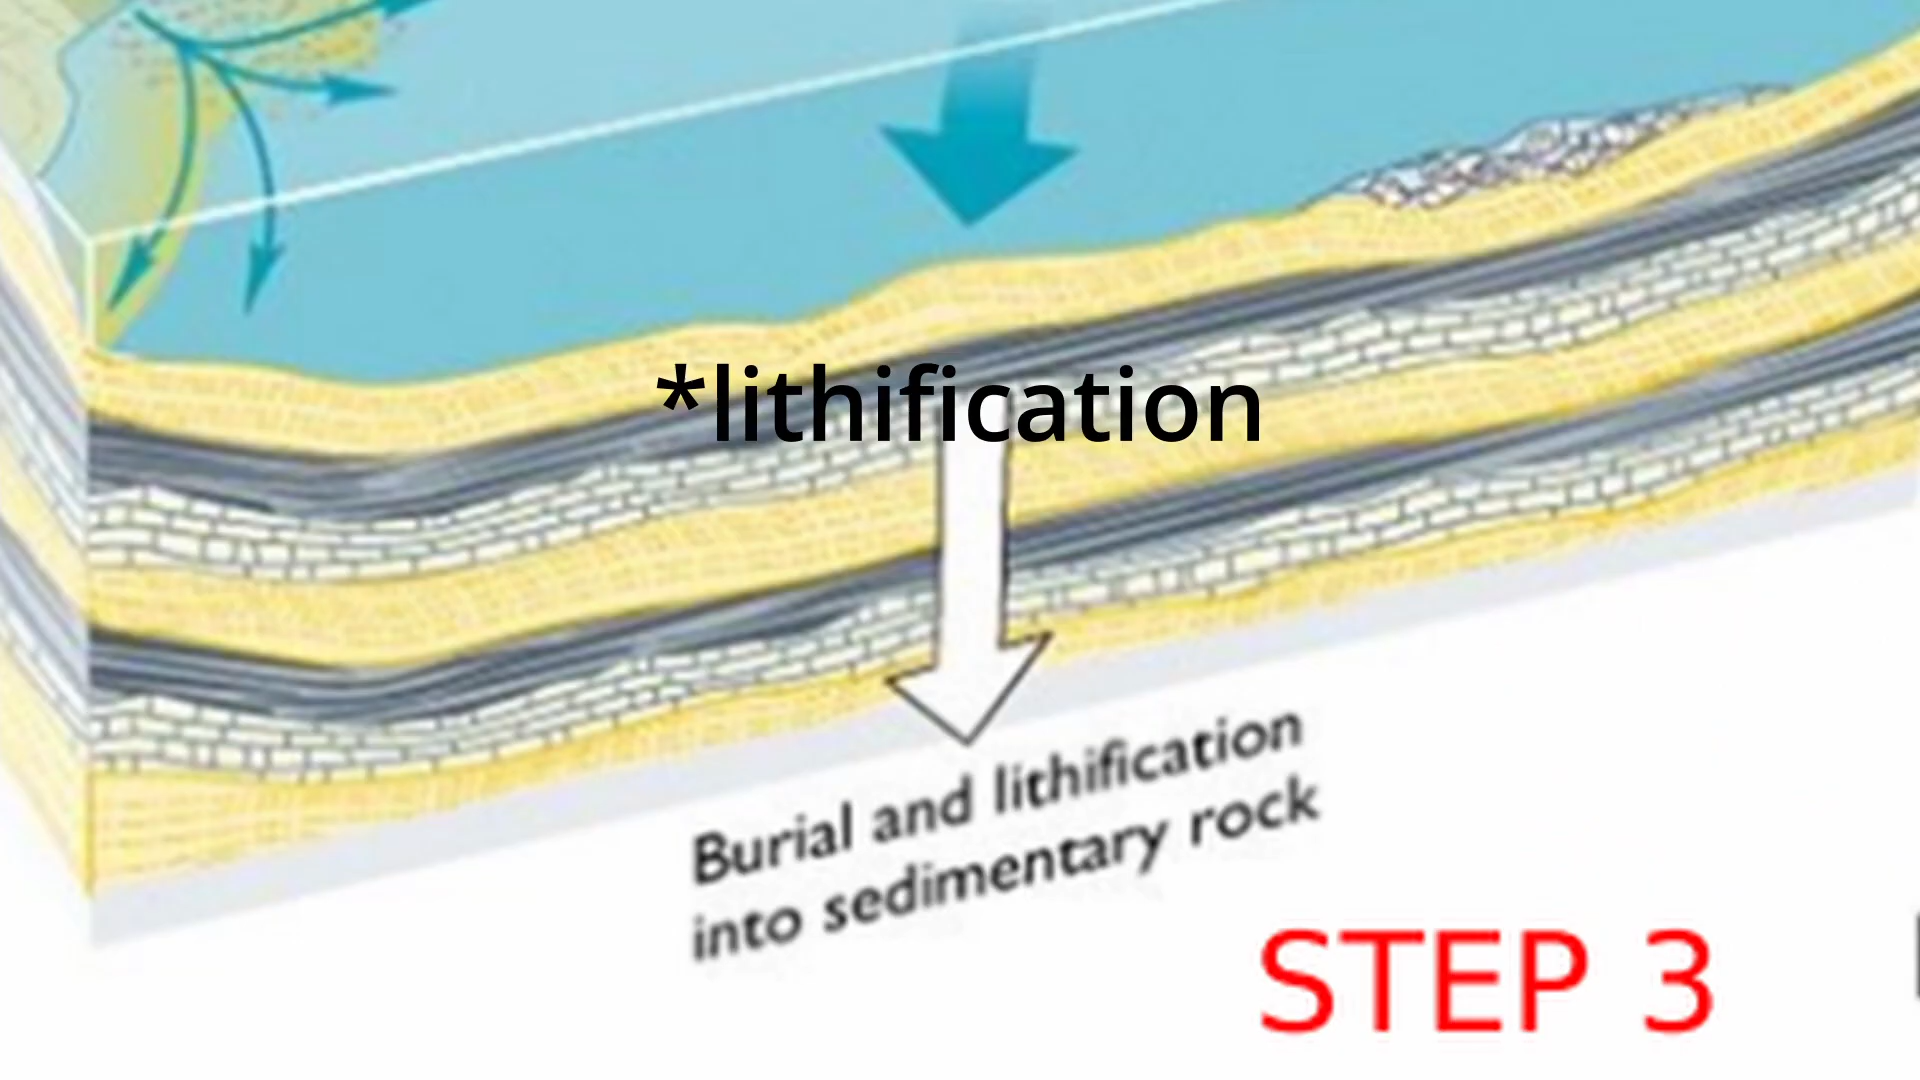 *lithification
Burial and lithification
into sedimentary rock
STEP 3